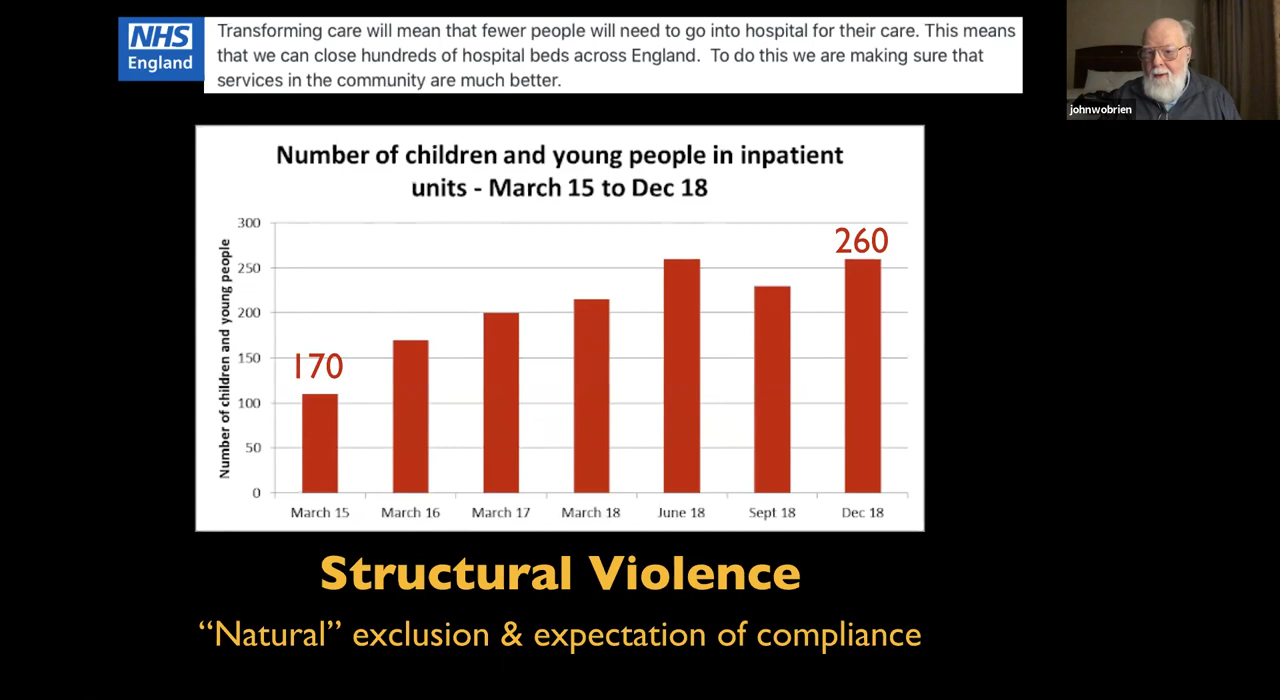 NHS
England
Transforming care will mean that fewer people will need to go into hospital for their care. This means
that we can close hundreds of hospital beds across England. To do this we are making sure that
services in the community are much better.
johnwobrien
Number of children and young people in inpatient
units - March 15 to Dec 18
Number of children and young people
300
250
200
150
100
50
0
170
260
March 15
March 16
March 17
March 18
June 18
Sept 18
Dec 18
Structural Violence
“Natural” exclusion & expectation of compliance